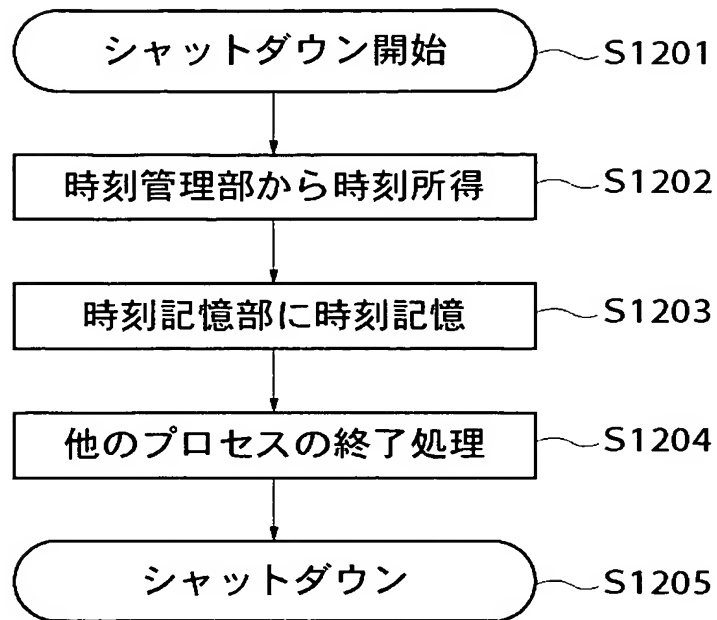 シャットダウン開始 S1201
時刻管理部から時刻所得 S1202
時刻記憶部に時刻記憶 S1203
他のプロセスの終了処理 S1204
シャットダウン S1205